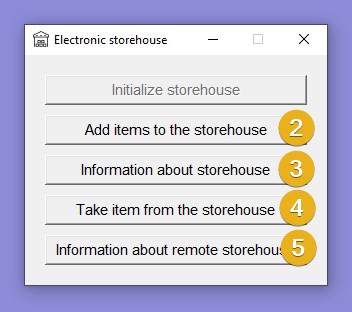 Electronic storehouse
Initialize storehouse
Add items to the storehouse 2
Information about storehouse 3
Take item from the storehouse 4
Information about remote storehou 5